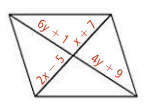 6y + 1
x + 7
2x − 5
4y + 9